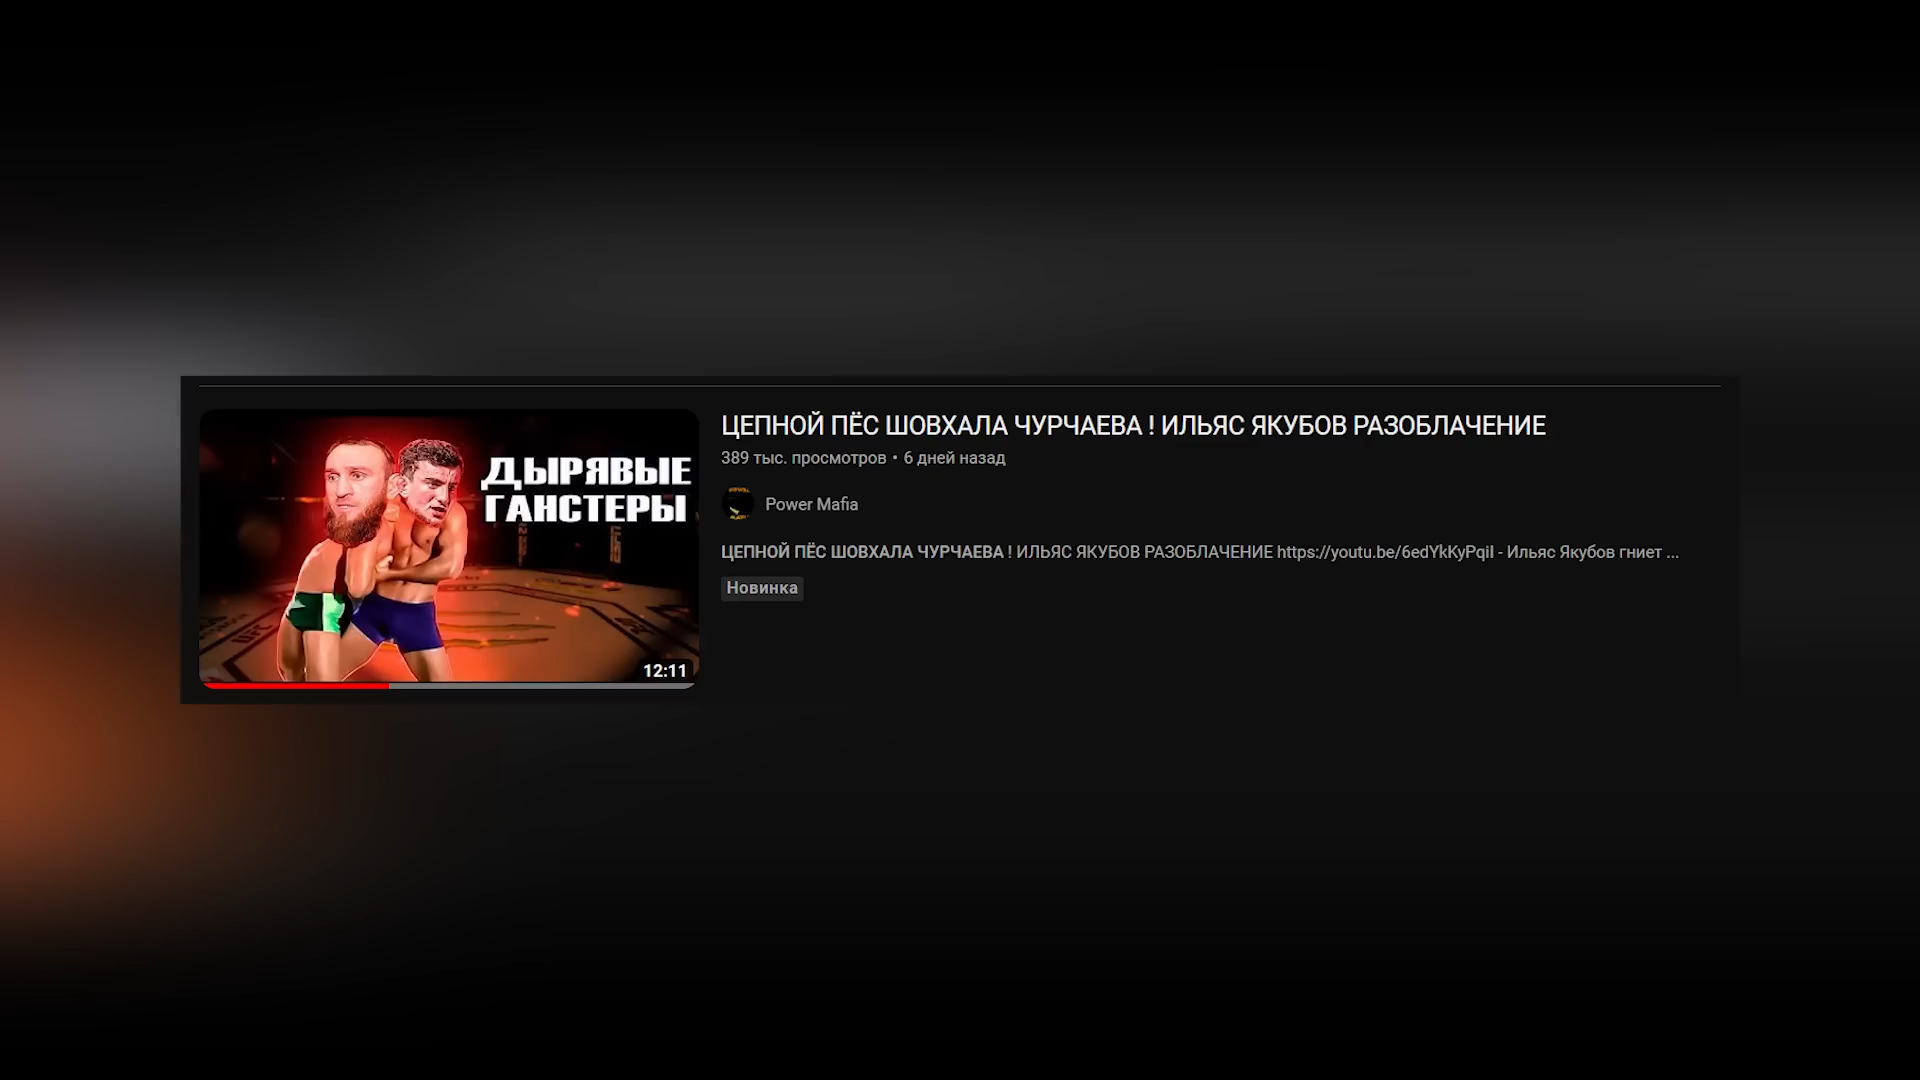 ДЫРЯВЫЕ
ГАНСТЕРЫ
12:11
ЦЕПНОЙ ПЁС ШОВХАЛА ЧУРЧАЕВА ! ИЛЬЯС ЯКУБОВ РАЗОБЛАЧЕНИЕ
389 тыс. просмотров • 6 дней назад
Power Mafia
ЦЕПНОЙ ПЁС ШОВХАЛА ЧУРЧАЕВА ! ИЛЬЯС ЯКУБОВ РАЗОБЛАЧЕНИЕ https://youtu.be/6edYkKyPqiI - Ильяс Якубов гниет ...
Новинка